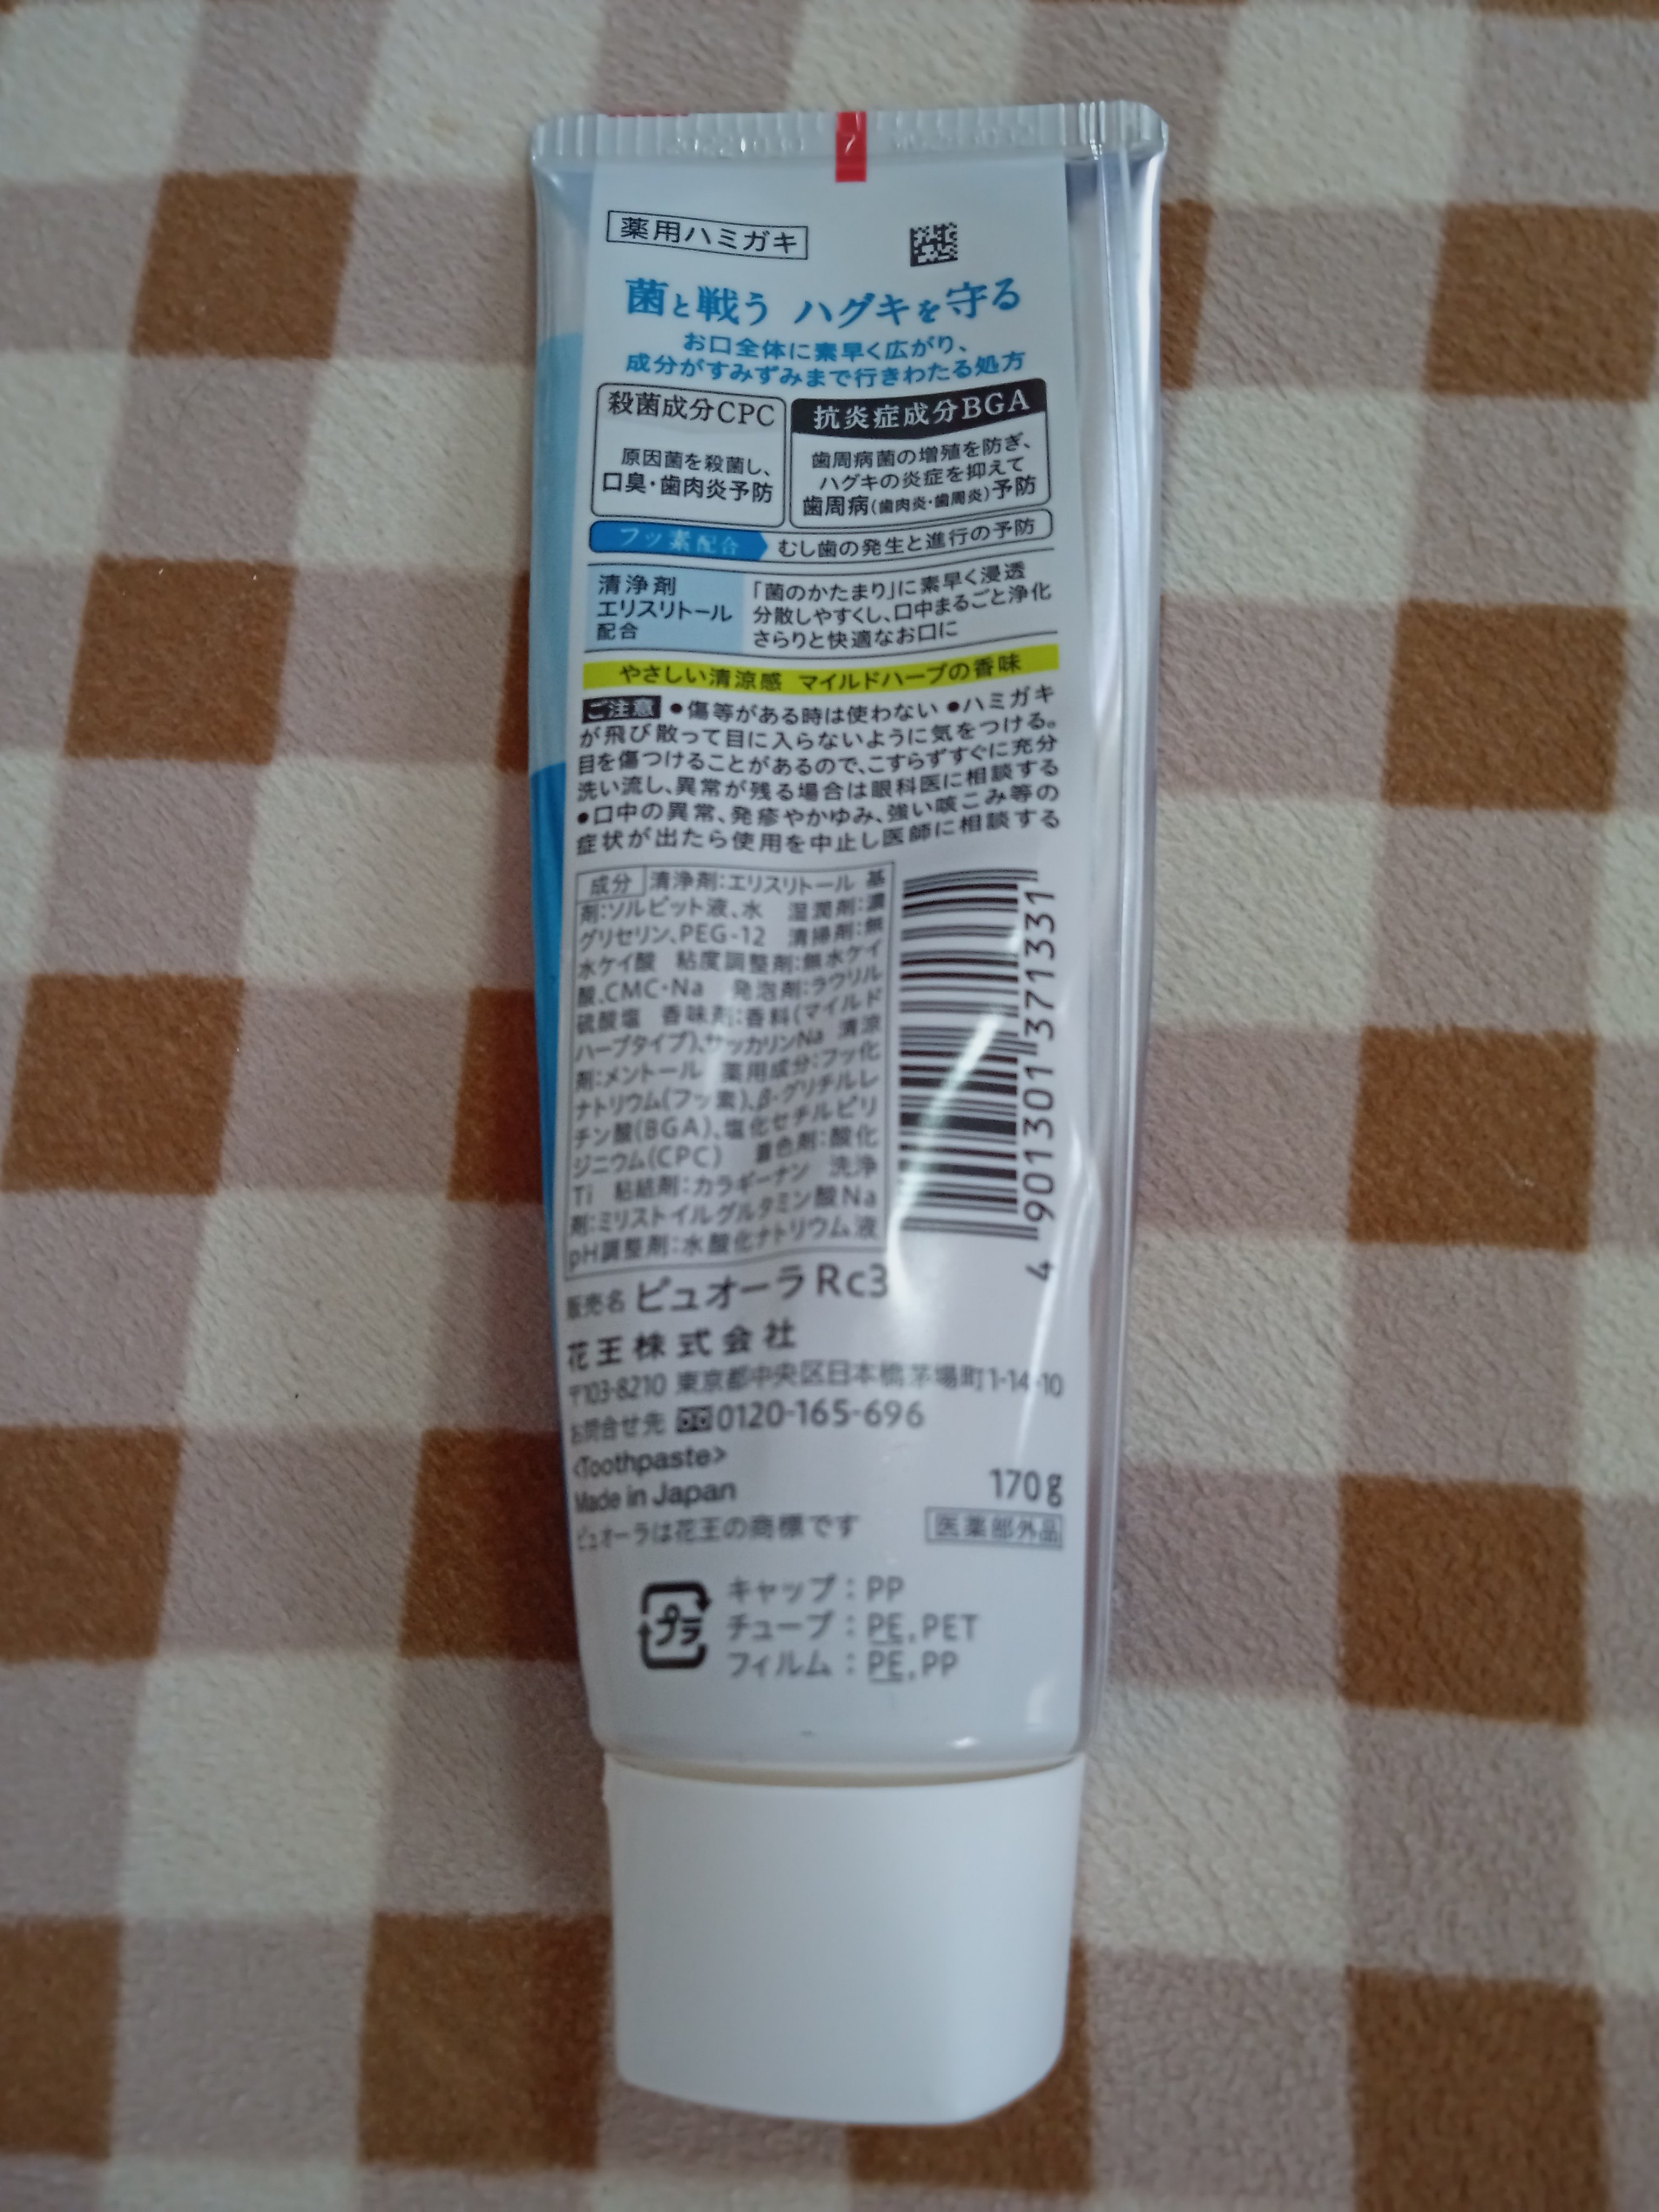 7
薬用ハミガキ
菌と戦う ハグキを守る
お口全体に素早く広がり、
成分がすみずみまで行きわたる処方
殺菌成分CPC
原因菌を殺菌し、
口臭・歯肉炎予防
抗炎症成分BGA
歯周病菌の増殖を防ぎ、
ハグキの炎症を抑えて
歯周病(歯肉炎・歯周炎)予防
フッ素配合 むし歯の発生と進行の予防
清浄剤
エリスリトール
配合
「菌のかたまり」に素早く浸透
分散しやすくし、口中まるごと浄化
さらりと快適なお口に
やさしい清涼感 マイルドハーブの香味
ご注意 ●傷等がある時は使わない ●ハミガキ
が飛び散って目に入らないように気をつける。
目を傷つけることがあるので、こすらずすぐに充分
洗い流し、異常が残る場合は眼科医に相談する
●口中の異常、発疹やかゆみ、強い咳こみ等の
症状が出たら使用を中止し医師に相談する
成分 清浄剤:エリスリトール 基
剤:ソルビット液、水 湿潤剤:濃
グリセリン、PEG-12 清掃剤:無
水ケイ酸 粘度調整剤:無水ケイ
酸、CMC・Na 発泡剤:ラウリル
硫酸塩 香味剤:香料(マイルド
ハーブタイプ)、サッカリンNa 清涼
剤:メントール 薬用成分:フッ化
ナトリウム(フッ素)、β-グリチルレ
チン酸(BGA)、塩化セチルピリ
ジニウム(CPC) 着色剤:酸化
Ti 粘結剤:カラギーナン 洗浄
剤:ミリストイルグルタミン酸Na
pH調整剤:水酸化ナトリウム液
4 901301 371331
販売名 ピュオーラRc3
花王株式会社
〒103-8210 東京都中央区日本橋茅場町1-14-10
お問合せ先 0120-165-696
<Toothpaste>
Made in Japan
170g
ピュオーラは花王の商標です
医薬部外品
プラ
キャップ：PP
チューブ：PE,PET
フィルム：PE,PP